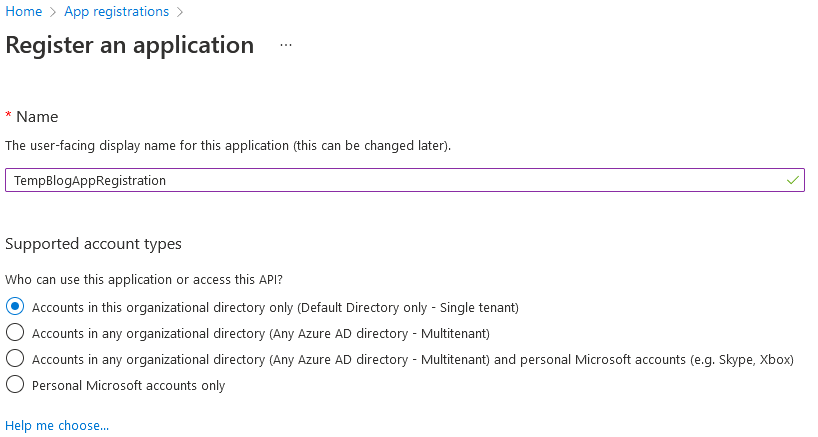 Home > App registrations >
Register an application ...
* Name
The user-facing display name for this application (this can be changed later).
TempBlogAppRegistration
Supported account types
Who can use this application or access this API?
Accounts in this organizational directory only (Default Directory only - Single tenant)
Accounts in any organizational directory (Any Azure AD directory - Multitenant)
Accounts in any organizational directory (Any Azure AD directory - Multitenant) and personal Microsoft accounts (e.g. Skype, Xbox)
Personal Microsoft accounts only
Help me choose...